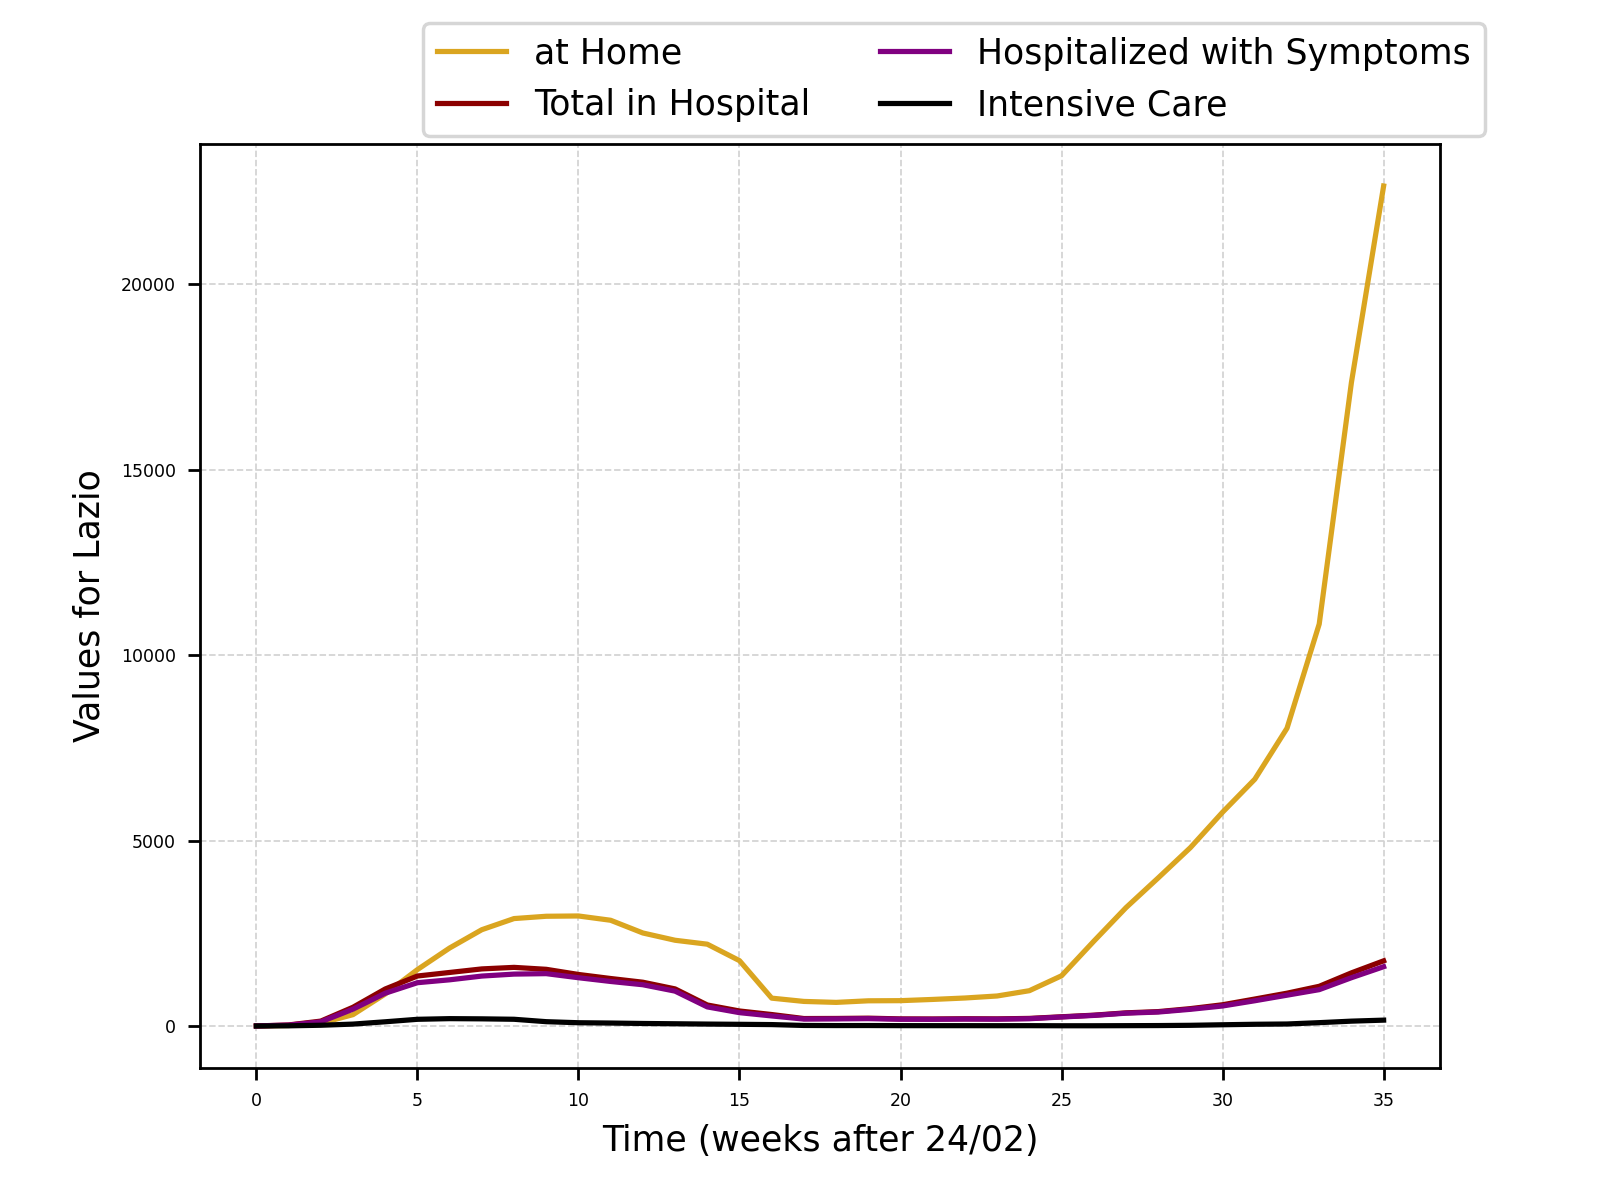 at Home
Total in Hospital
Hospitalized with Symptoms
Intensive Care
Values for Lazio
20000
15000
10000
5000
0
0 5 10 15 20 25 30 35
Time (weeks after 24/02)